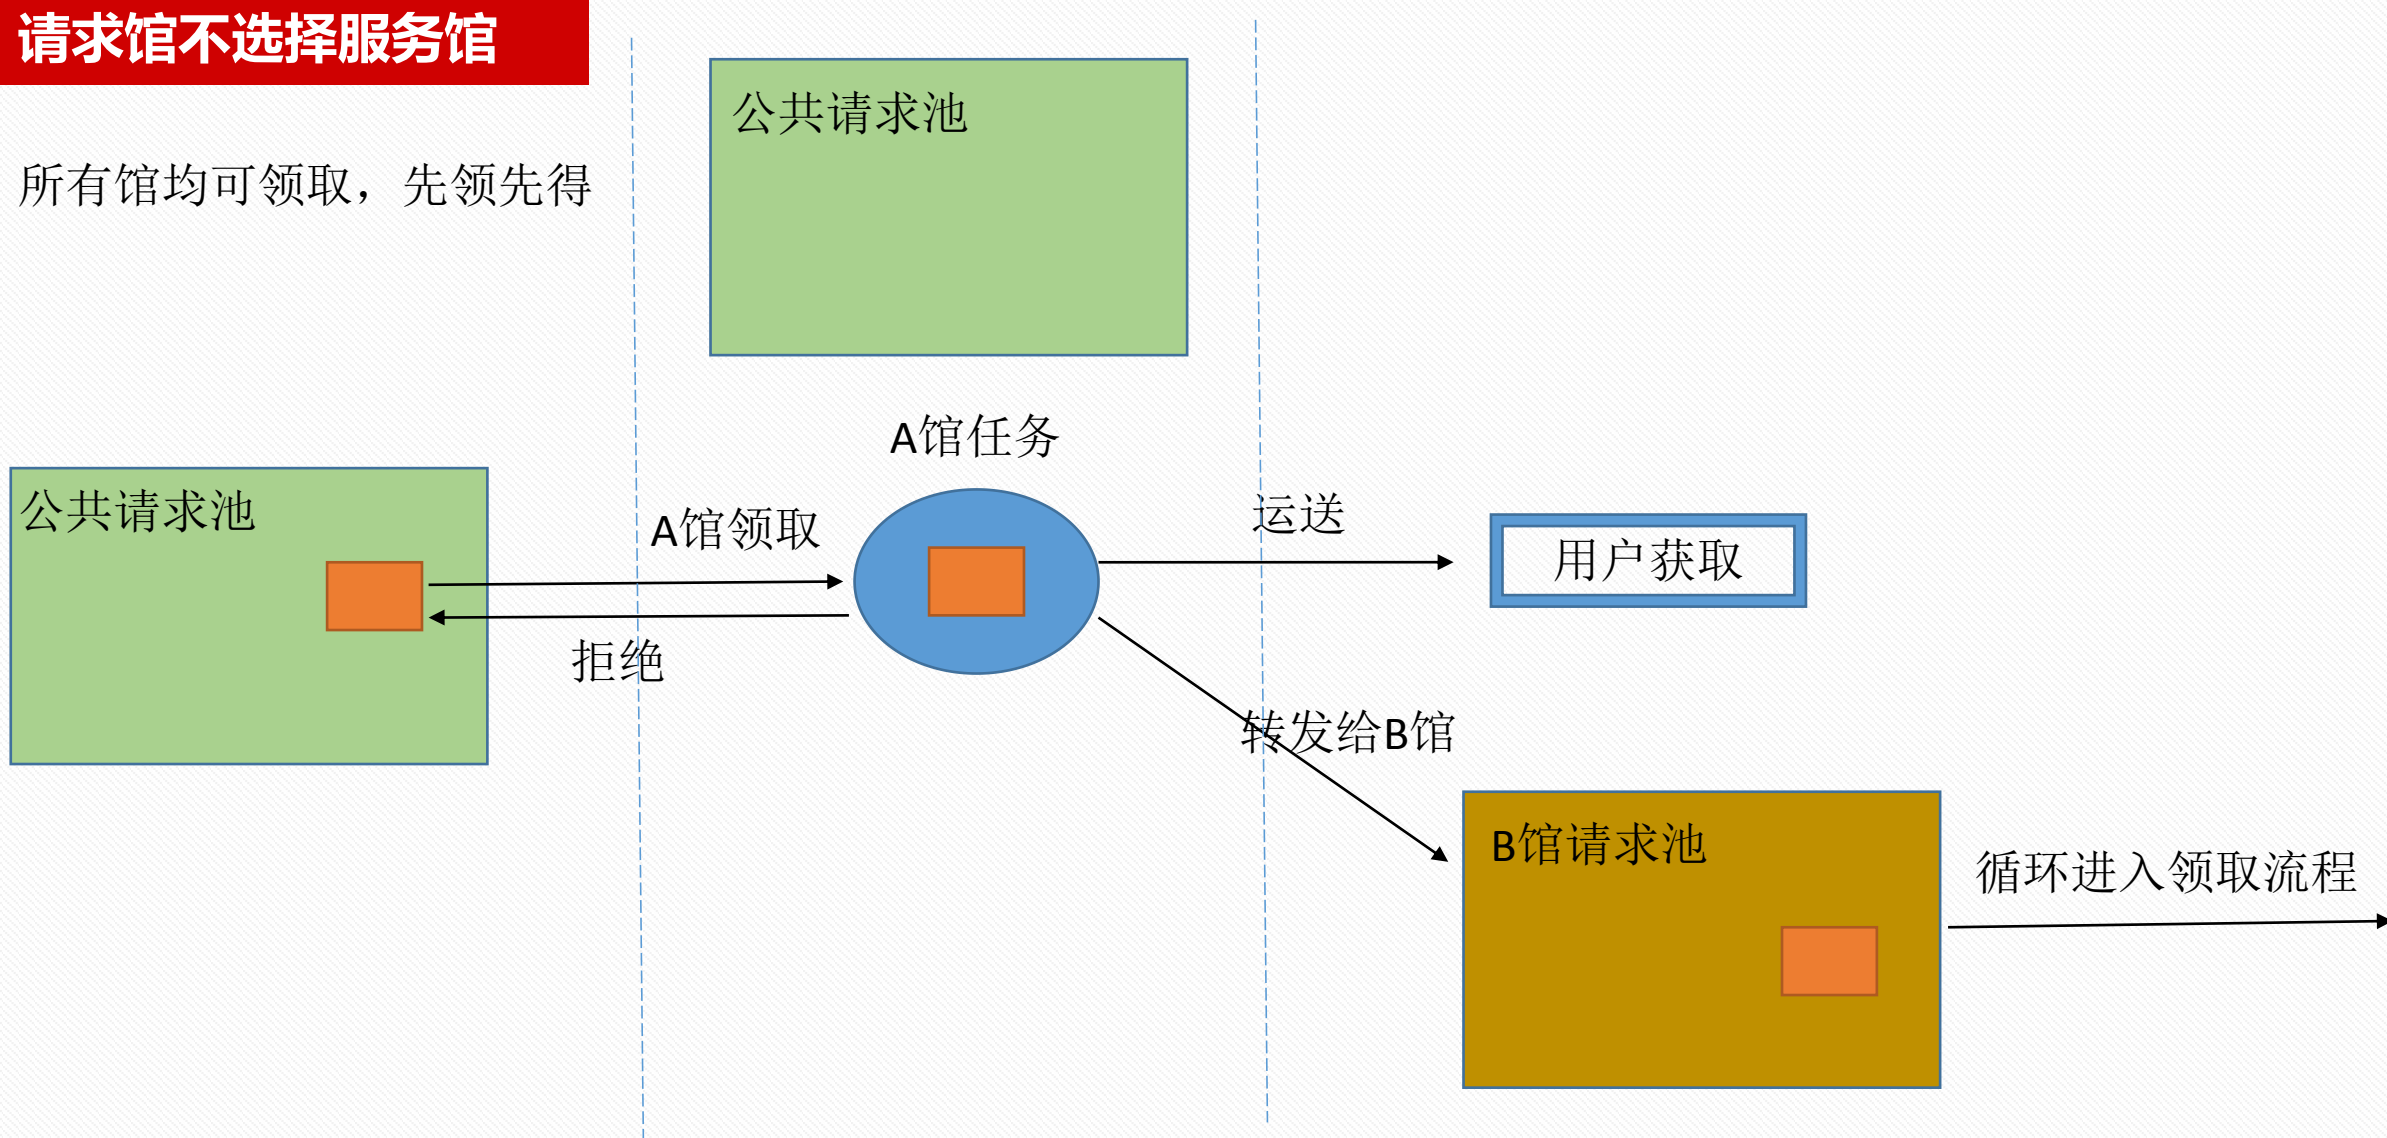 请求馆不选择服务馆
所有馆均可领取，先领先得
公共请求池
公共请求池
A馆领取
拒绝
A馆任务
运送
用户获取
转发给B馆
B馆请求池
循环进入领取流程